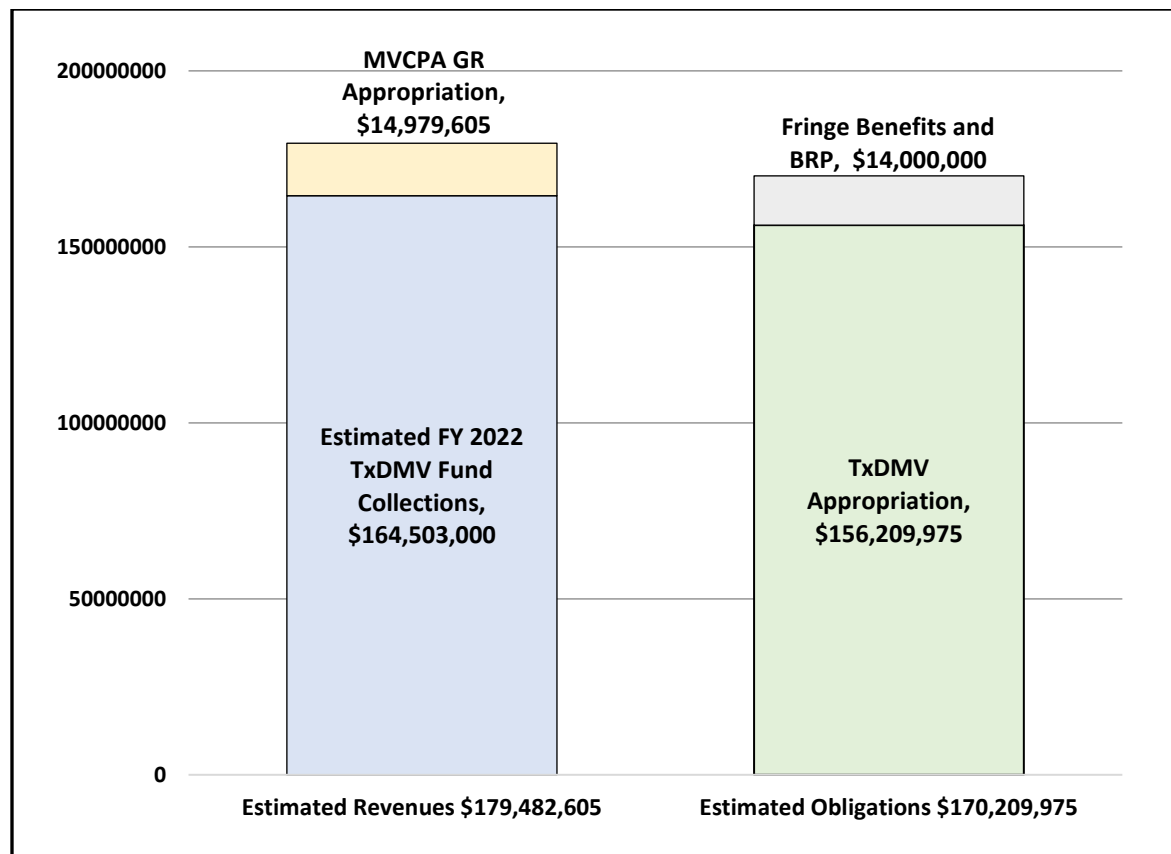 200000000
150000000
100000000
50000000
0
MVCPA GR
Appropriation,
$14,979,605
Estimated FY 2022
TxDMV Fund
Collections,
$164,503,000
Fringe Benefits and
BRP,  $14,000,000
TxDMV
Appropriation,
$156,209,975
Estimated Revenues $179,482,605
Estimated Obligations $170,209,975